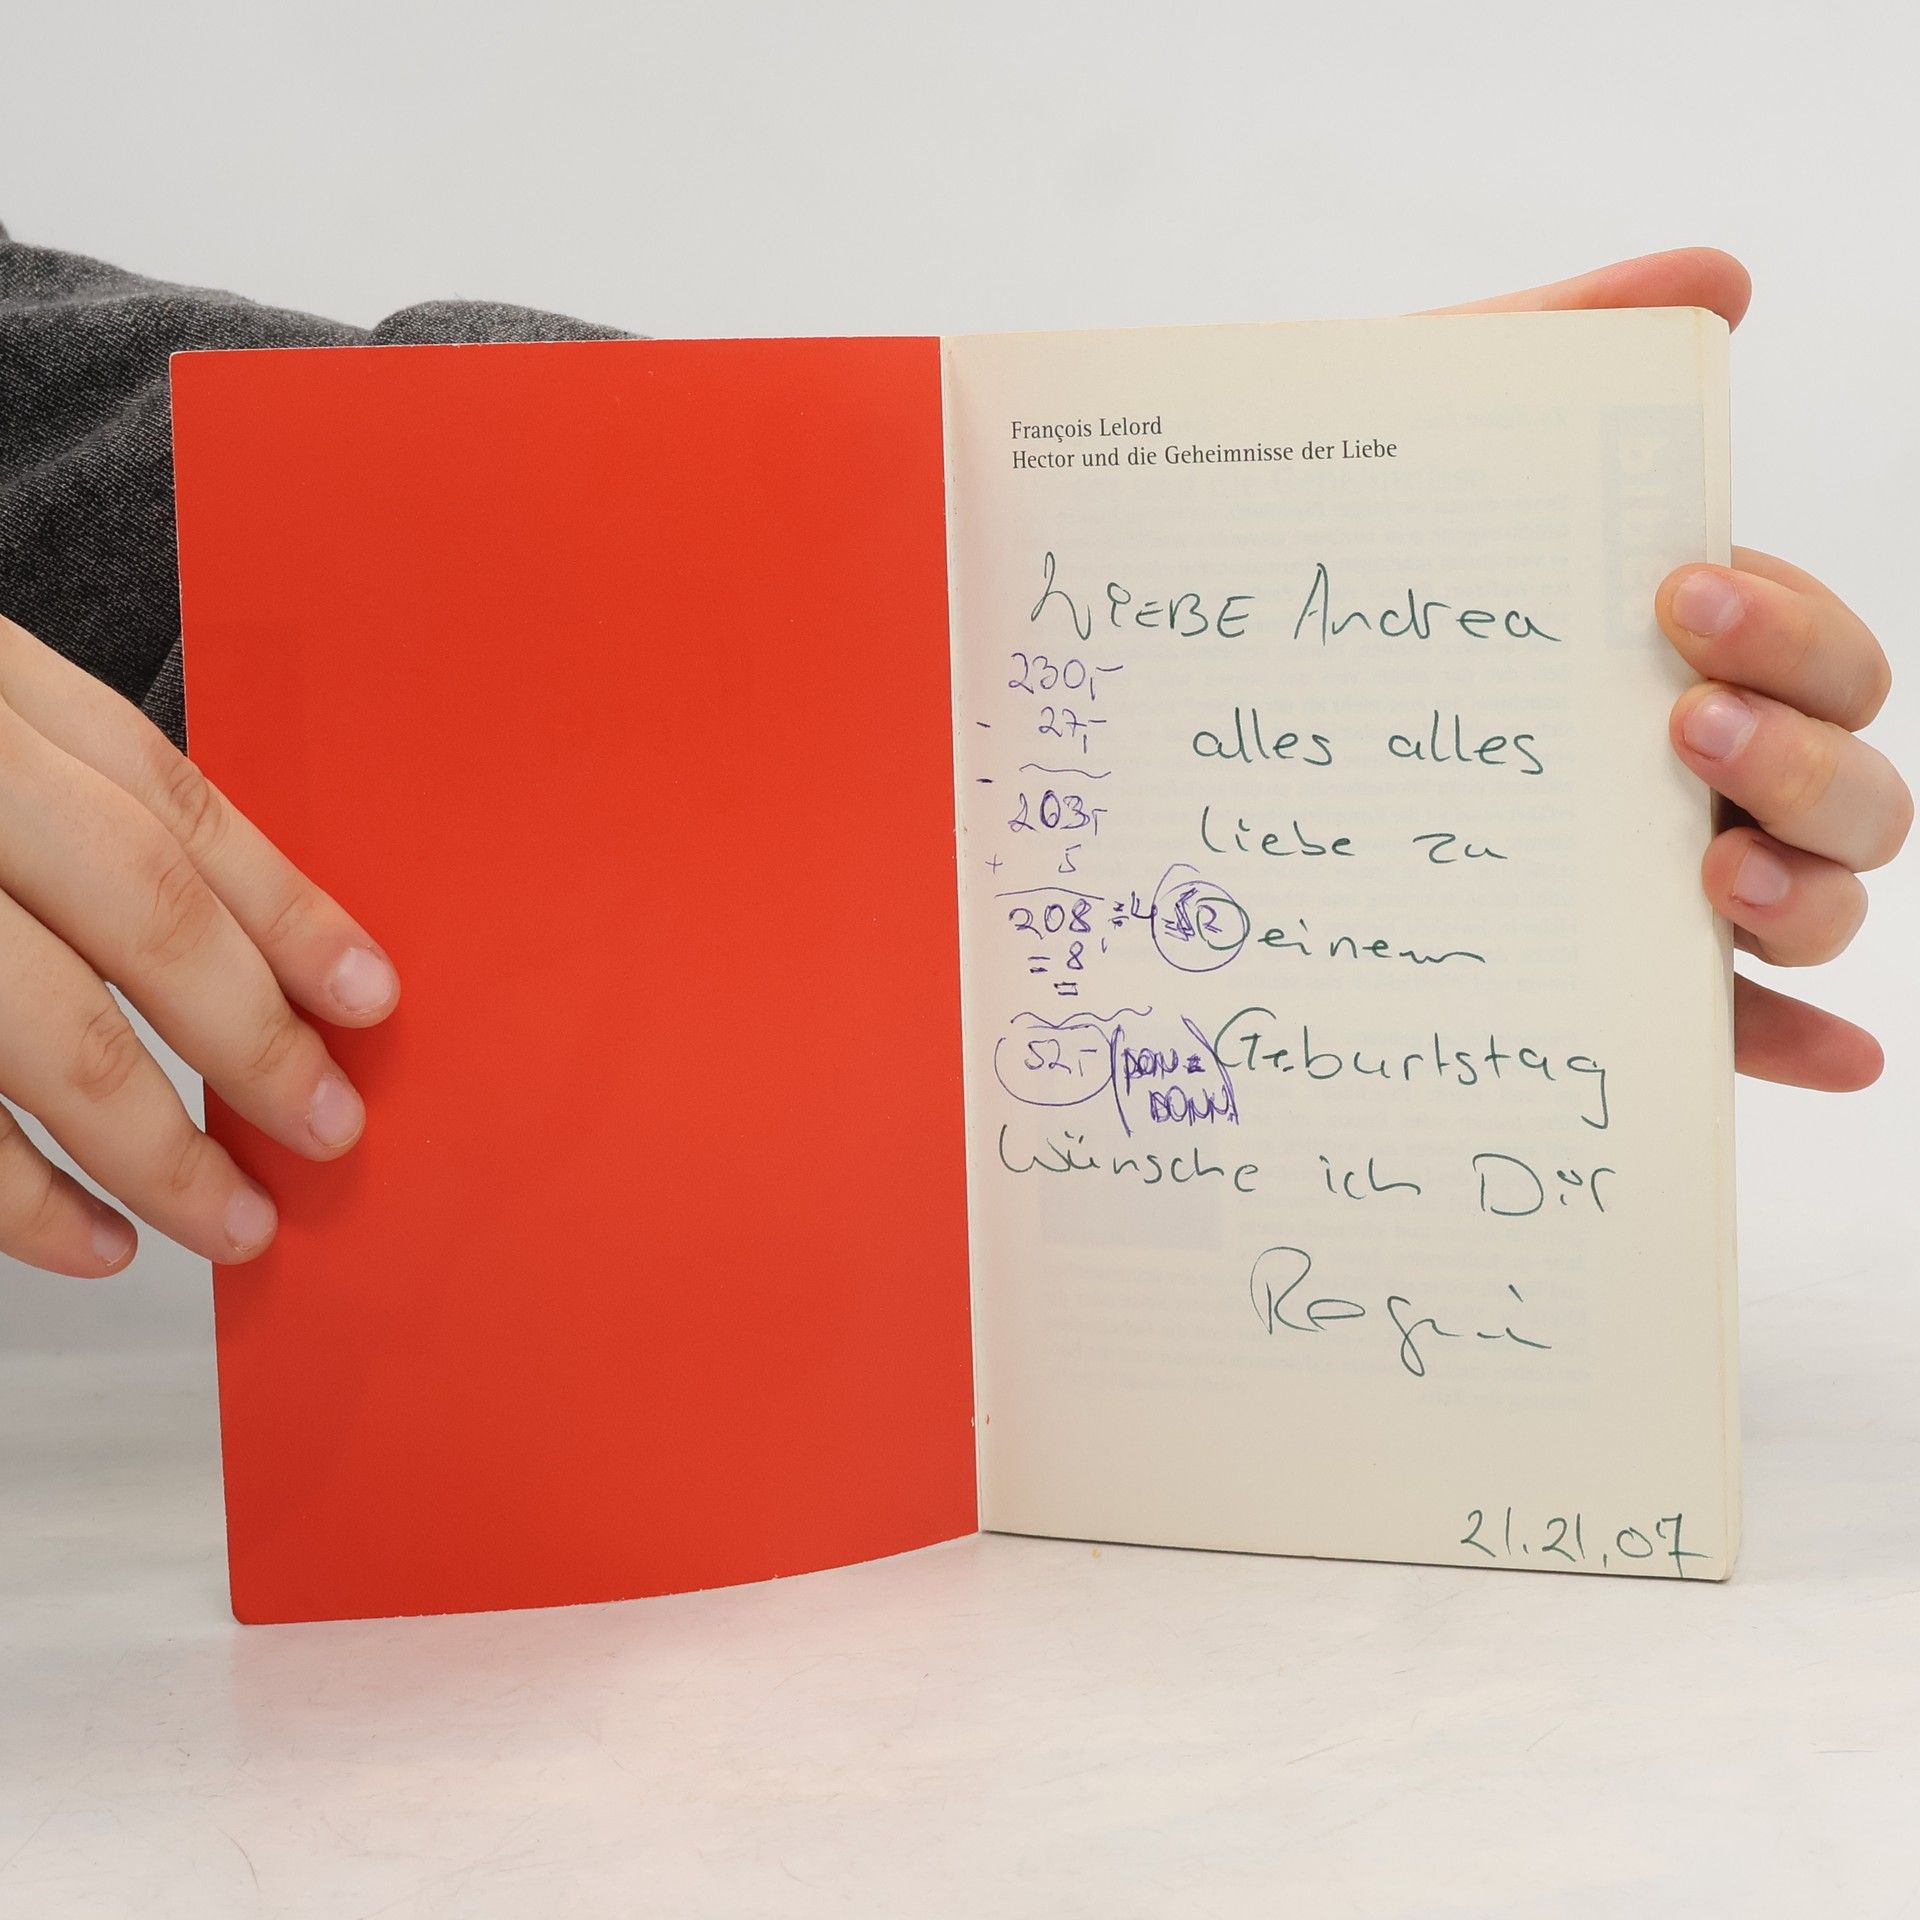 François Lelord
Hector und die Geheimnisse der Liebe
LIEBE Andrea
230,-
- 27,-
-
203,-
+ 5
208 : 4 = 52
= 8
=
52,-
alles alles
liebe zu
Deinem
Geburtstag
wünsche ich Dir
21.21.07